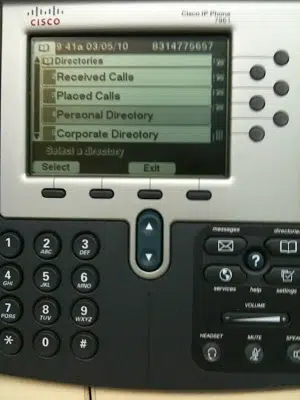 CISCO
Cisco IP Phone
7961
9 41a 03/05/10 8314775657
Directories
Received Calls
Placed Calls
Personal Directory
Corporate Directory
Select a directory
Select Exit
messages directories
services help settings
VOLUME
HEADSET MUTE SPEA
1 2 ABC 3 DEF
4 GHI 5 JKL 6 MNO
7 PQRS 8 TUV 9 WXYZ
* 0 #
?